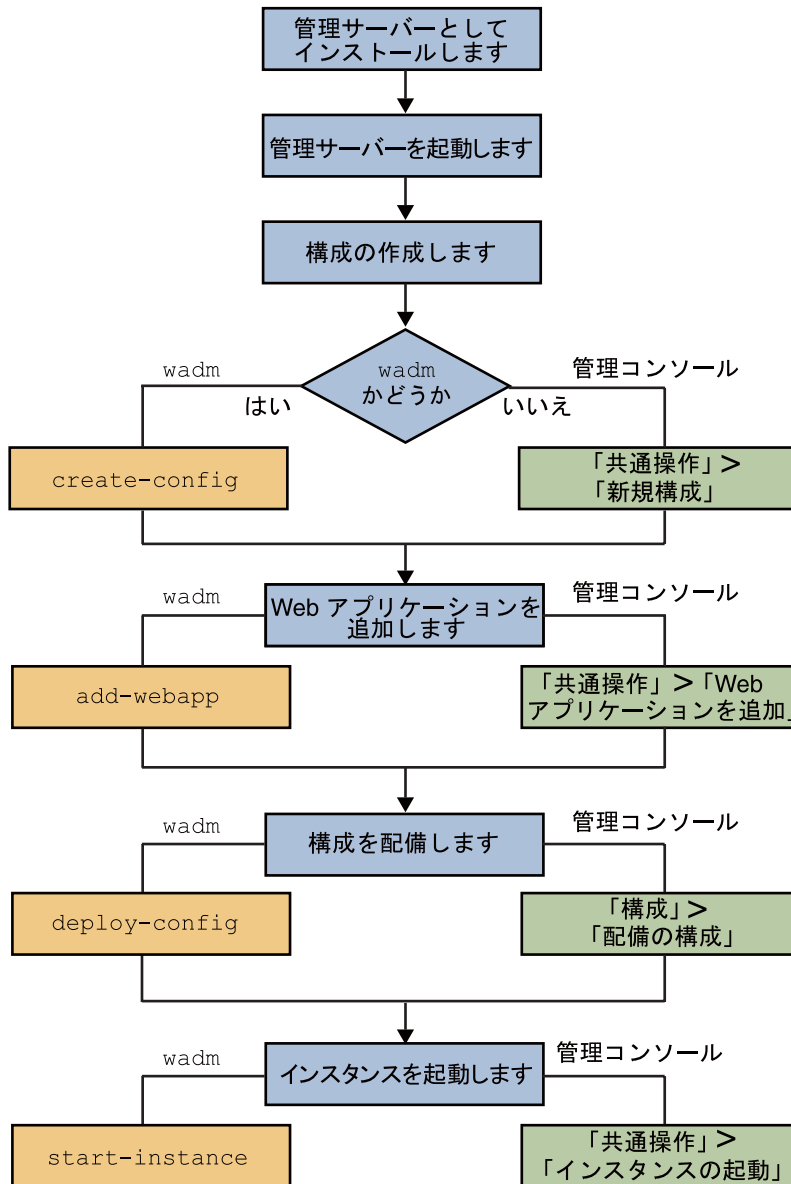 管理サーバーとして
インストールします
管理サーバーを起動します
構成の作成します
wadm
かどうか
wadm
はい
管理コンソール
いいえ
create-config
「共通操作」>
「新規構成」
Web アプリケーションを
追加します
wadm
管理コンソール
add-webapp
「共通操作」>「Web
アプリケーションを追加」
構成を配備します
wadm
管理コンソール
deploy-config
「構成」>
「配備の構成」
インスタンスを起動します
wadm
管理コンソール
start-instance
「共通操作」>
「インスタンスの起動」